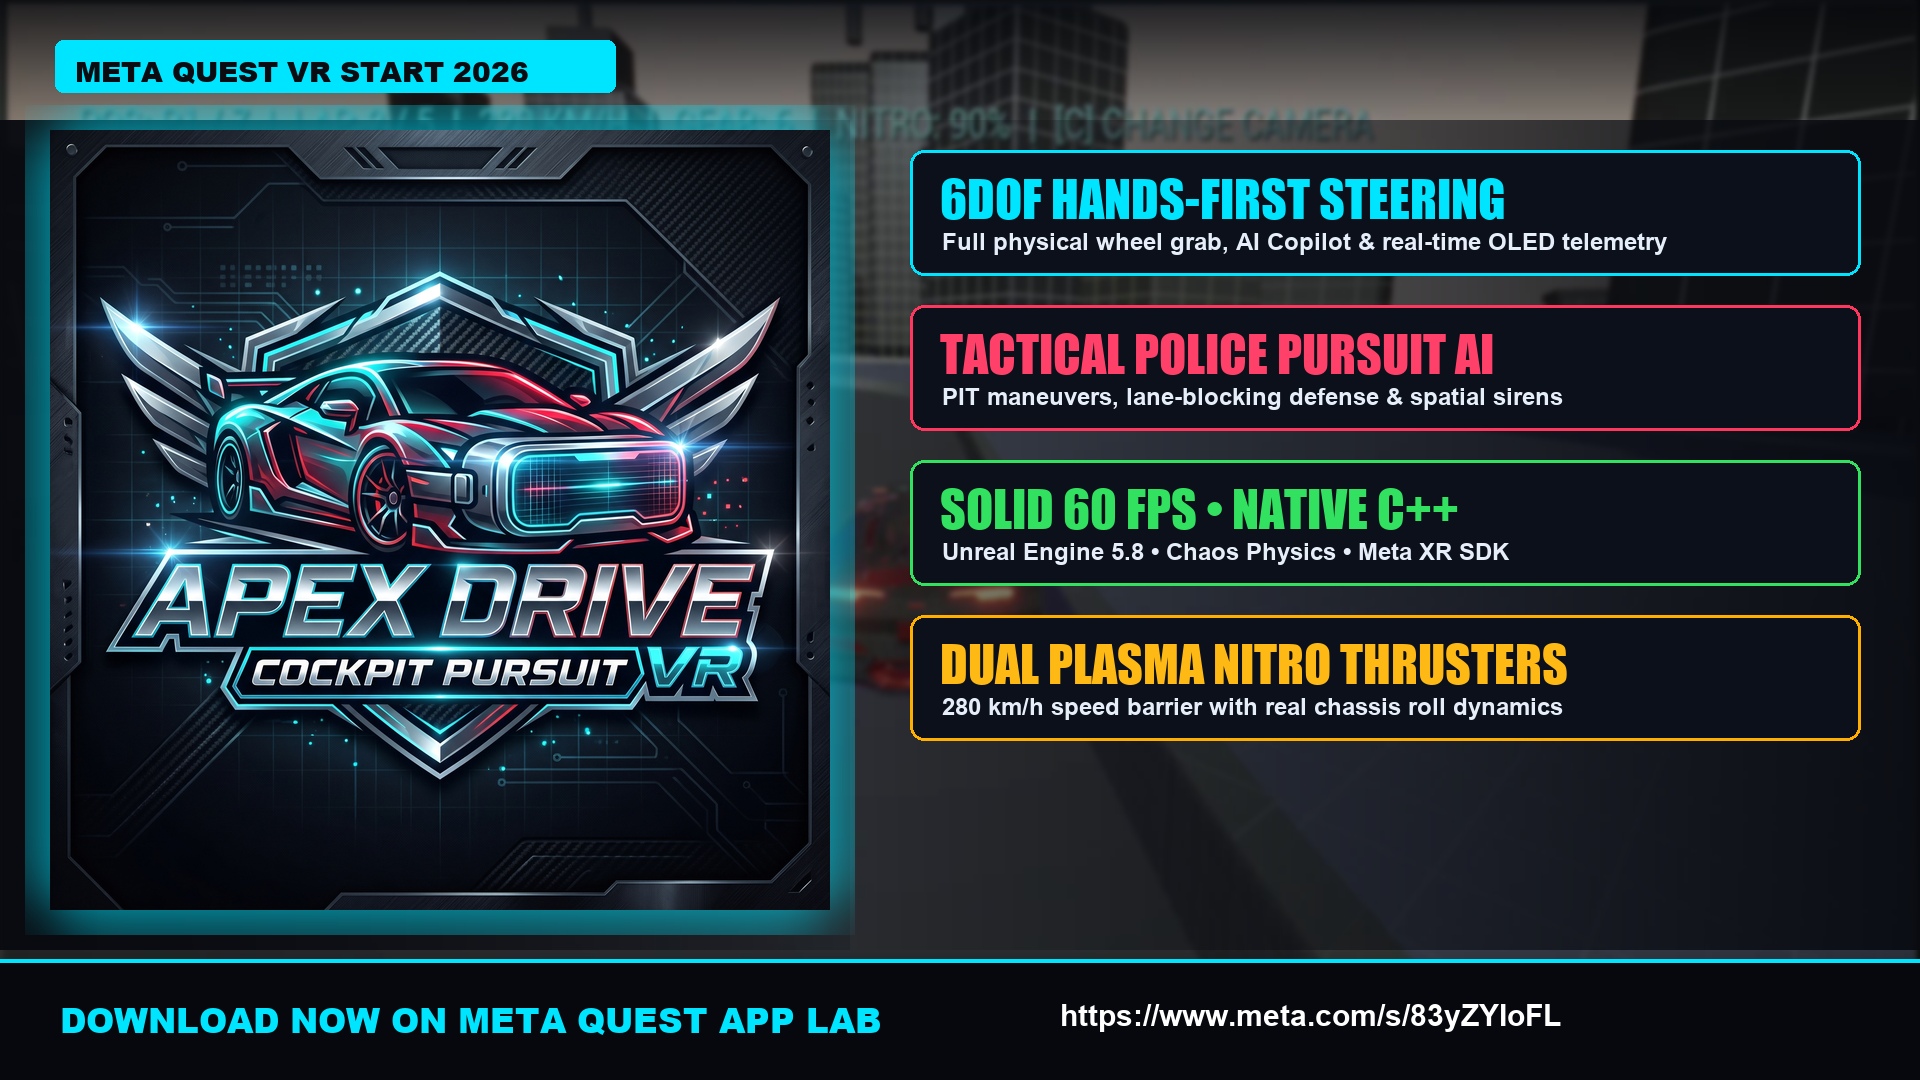 META QUEST VR START 2026
NITRO: 90% | [C] CHANGE CAMERA
APEX DRIVE
COCKPIT PURSUIT VR
6DOF HANDS-FIRST STEERING
Full physical wheel grab, AI Copilot & real-time OLED telemetry
TACTICAL POLICE PURSUIT AI
PIT maneuvers, lane-blocking defense & spatial sirens
SOLID 60 FPS • NATIVE C++
Unreal Engine 5.8 • Chaos Physics • Meta XR SDK
DUAL PLASMA NITRO THRUSTERS
280 km/h speed barrier with real chassis roll dynamics
DOWNLOAD NOW ON META QUEST APP LAB
https://www.meta.com/s/83yZYIoFL